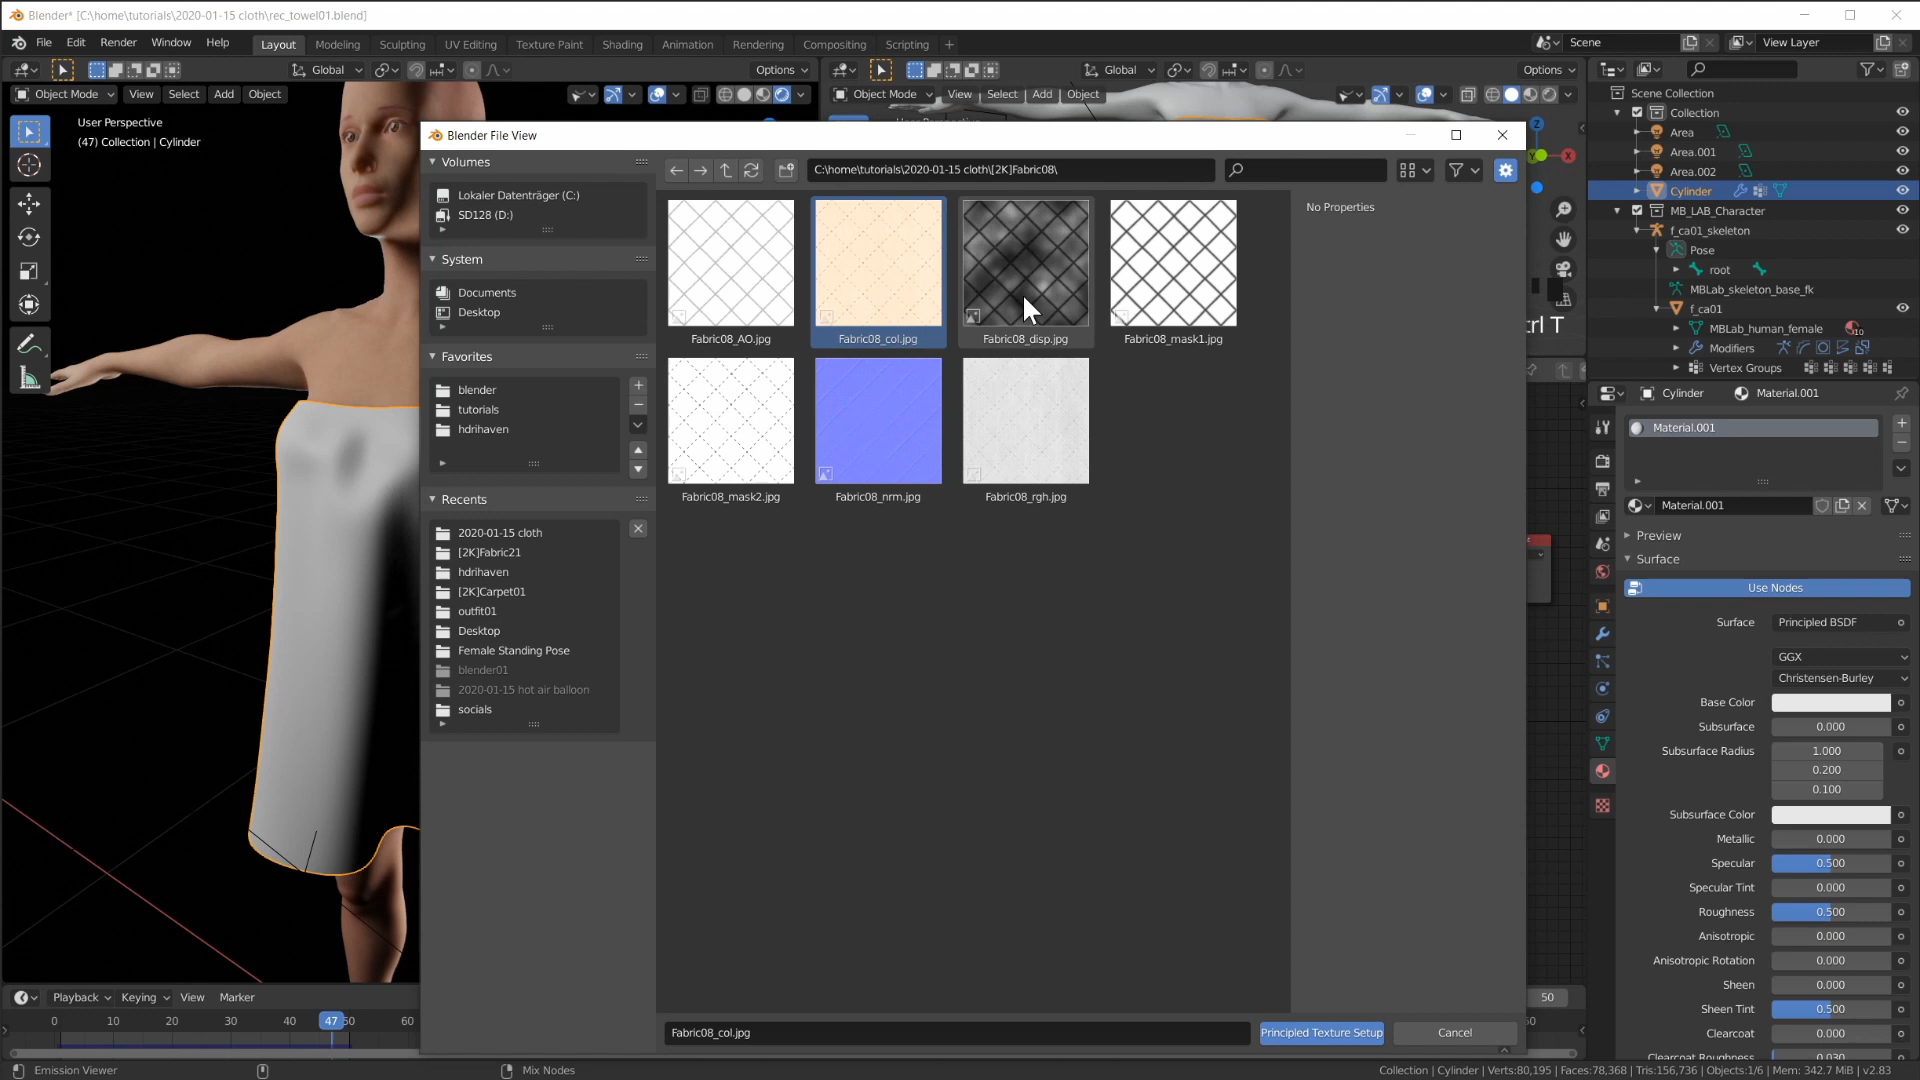 Blender* [C:\home\tutorials\2020-01-15 cloth\rec_towel01.blend]
File Edit Render Window Help Layout Modeling Sculpting UV Editing Texture Paint Shading Animation Rendering Compositing Scripting + Scene View Layer
Global Options Global Options
Object Mode View Select Add Object Object Mode View Select Add Object
User Perspective
(47) Collection | Cylinder
Scene Collection
Collection
Area
Area.001
Area.002
Cylinder
MB_LAB_Character
f_ca01_skeleton
Pose
root
MBLab_skeleton_base_fk
f_ca01
MBLab_human_female 10
Modifiers
Vertex Groups
Z
Y X
trl T
Blender File View
Volumes
Lokaler Datenträger (C:)
SD128 (D:)
System
Documents
Desktop
Favorites
blender
tutorials
hdrihaven
Recents
2020-01-15 cloth
[2K]Fabric21
hdrihaven
[2K]Carpet01
outfit01
Desktop
Female Standing Pose
blender01
2020-01-15 hot air balloon
socials
C:\home\tutorials\2020-01-15 cloth\[2K]Fabric08\
No Properties
Fabric08_AO.jpg Fabric08_col.jpg Fabric08_disp.jpg Fabric08_mask1.jpg
Fabric08_mask2.jpg Fabric08_nrm.jpg Fabric08_rgh.jpg
Fabric08_col.jpg Principled Texture Setup Cancel
Cylinder Material.001
Material.001
Material.001
Preview
Surface
Use Nodes
Surface Principled BSDF
GGX
Christensen-Burley
Base Color
Subsurface 0.000
Subsurface Radius 1.000
0.200
0.100
Subsurface Color
Metallic 0.000
Specular 0.500
Specular Tint 0.000
Roughness 0.500
Anisotropic 0.000
Anisotropic Rotation 0.000
Sheen 0.000
Sheen Tint 0.500
Clearcoat 0.000
Clearcoat Roughness 0.030
Playback Keying View Marker 50
0 10 20 30 40 47 50 60
Emission Viewer Mix Nodes Collection | Cylinder | Verts:80,195 | Faces:78,368 | Tris:156,736 | Objects:1/6 | Mem: 342.7 MiB | v2.83